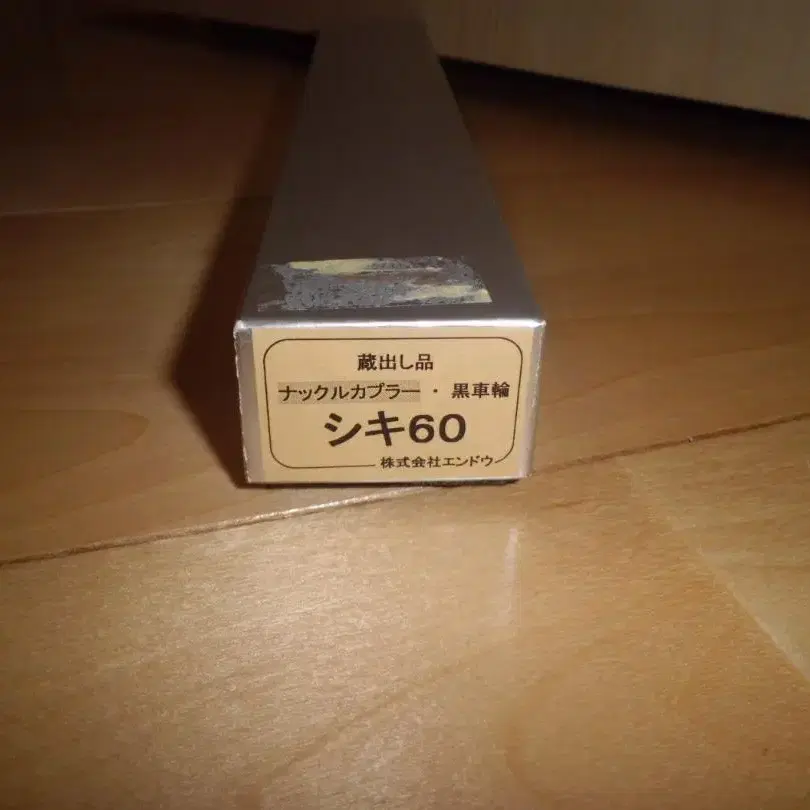 蔵出し品
ナックルカプラー・黒車輪
シキ60
株式会社エンドウ